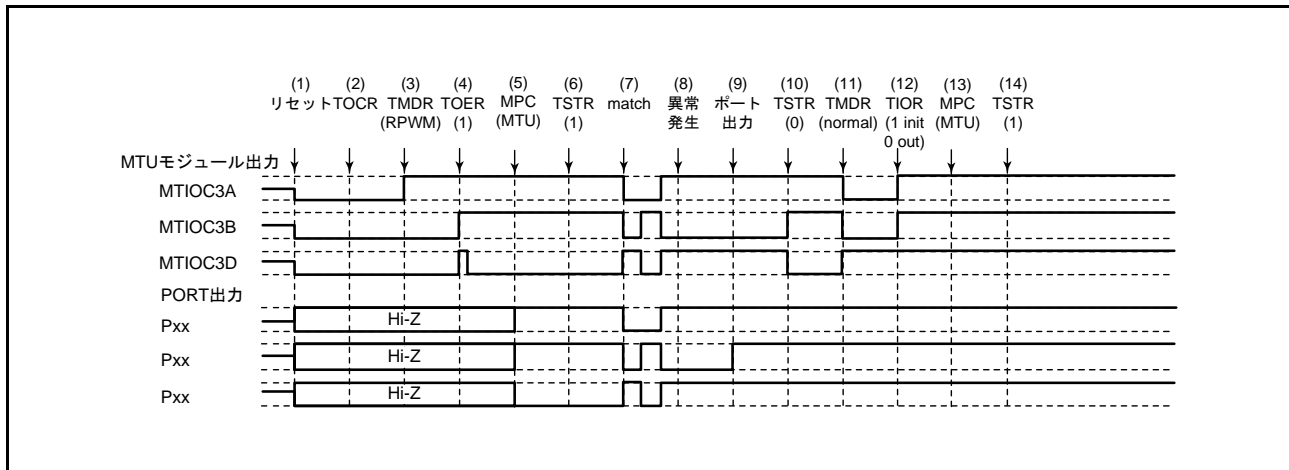 (1) (2) (3) (4) (5) (6) (7) (8) (9) (10) (11) (12) (13) (14)
リセット TOCR TMDR TOER MPC TSTR match 異常 ポート TSTR TMDR TIOR MPC TSTR
(RPWM) (1) (MTU) (1) 発生 出力 (0) (normal) (1 init (MTU) (1)
0 out)
MTUモジュール出力
MTIOC3A
MTIOC3B
MTIOC3D
PORT出力
Pxx Hi-Z
Pxx Hi-Z
Pxx Hi-Z